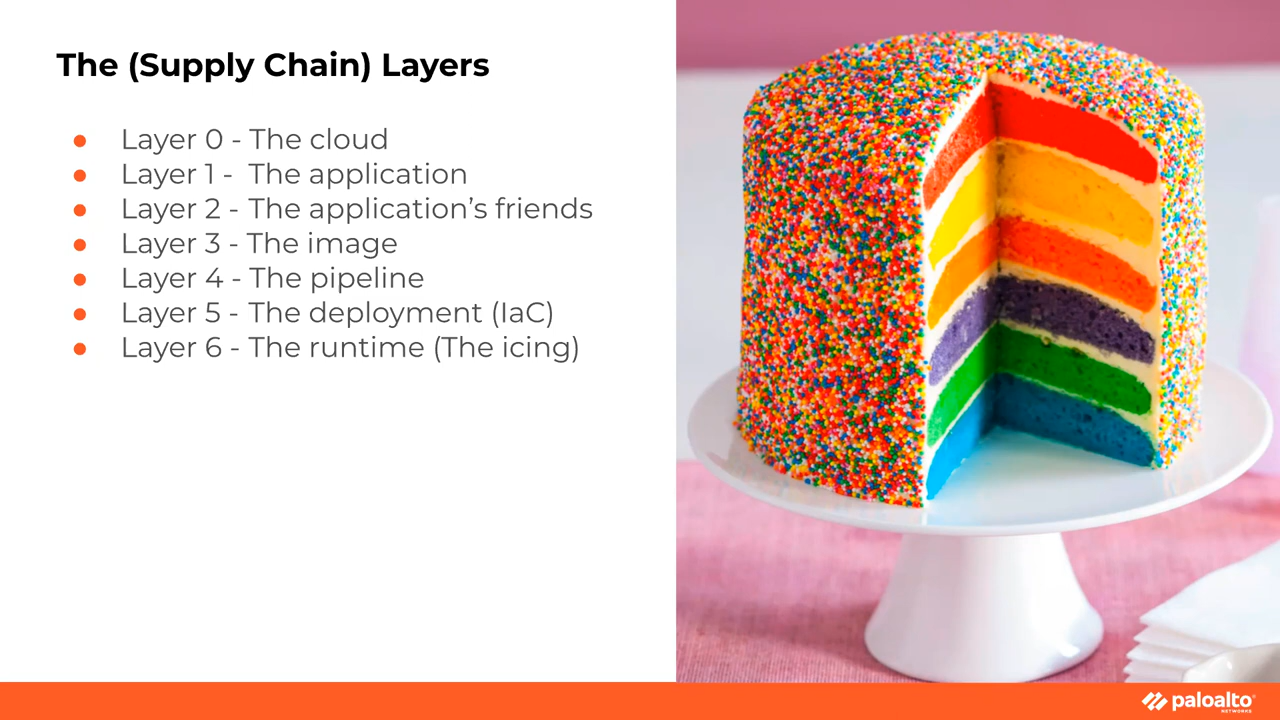 The (Supply Chain) Layers
● Layer 0 - The cloud
● Layer 1 -  The application
● Layer 2 - The application’s friends
● Layer 3 - The image
● Layer 4 - The pipeline
● Layer 5 - The deployment (IaC)
● Layer 6 - The runtime (The icing)
paloalto®
NETWORKS